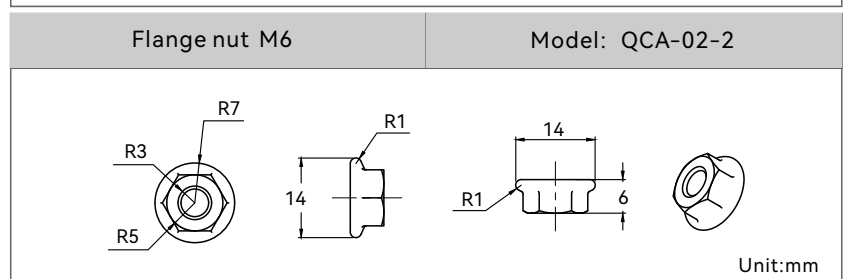 Flange nut M6
Model: QCA-02-2
R7
R3
R5
R1
14
14
R1
6
Unit:mm